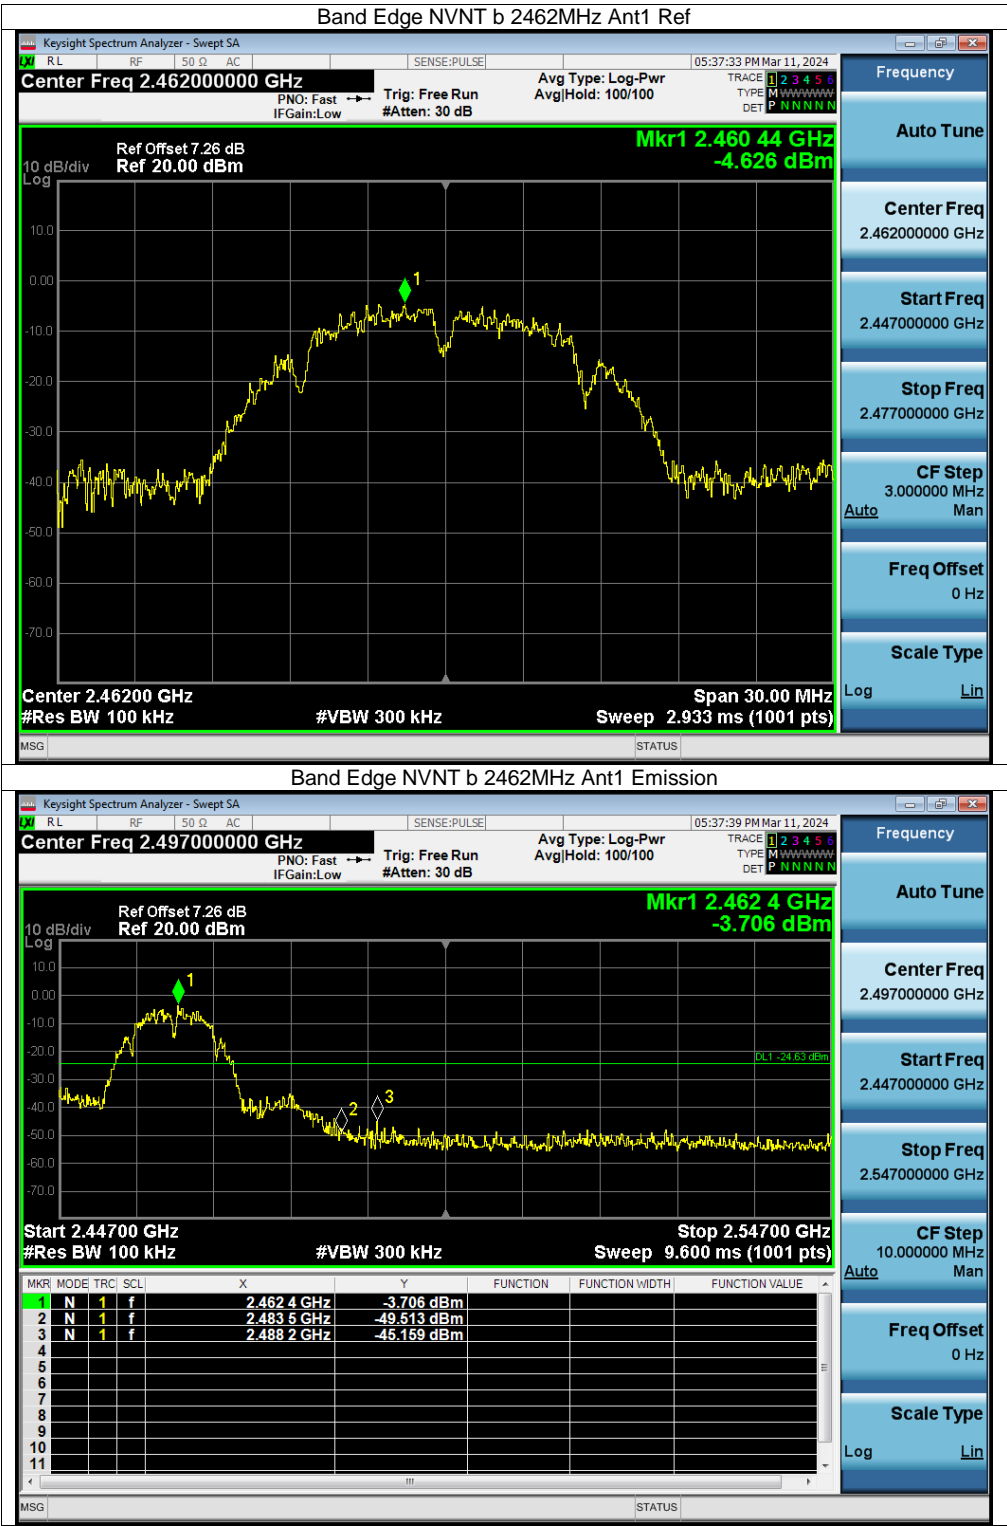 Band Edge NVNT b 2462MHz Ant1 Ref
Keysight Spectrum Analyzer - Swept SA
LXI RL RF 50 Ω AC SENSE:PULSE 05:37:33 PM Mar 11, 2024
Center Freq 2.462000000 GHz
PNO: Fast
IFGain:Low
Trig: Free Run
#Atten: 30 dB
Avg Type: Log-Pwr
Avg|Hold: 100/100
TRACE 1 2 3 4 5 6
TYPE M WWWWW
DET P N N N N N
Ref Offset 7.26 dB
Ref 20.00 dBm
Mkr1 2.460 44 GHz
-4.626 dBm
10 dB/div
Log
10.0
0.00
-10.0
-20.0
-30.0
-40.0
-50.0
-60.0
-70.0
1
Center 2.46200 GHz
Span 30.00 MHz
#Res BW 100 kHz
#VBW 300 kHz
Sweep 2.933 ms (1001 pts)
MSG
STATUS
Frequency
Auto Tune
Center Freq
2.462000000 GHz
Start Freq
2.447000000 GHz
Stop Freq
2.477000000 GHz
CF Step
3.000000 MHz
Auto Man
Freq Offset
0 Hz
Scale Type
Log Lin
Band Edge NVNT b 2462MHz Ant1 Emission
Keysight Spectrum Analyzer - Swept SA
LXI RL RF 50 Ω AC SENSE:PULSE 05:37:39 PM Mar 11, 2024
Center Freq 2.497000000 GHz
PNO: Fast
IFGain:Low
Trig: Free Run
#Atten: 30 dB
Avg Type: Log-Pwr
Avg|Hold: 100/100
TRACE 1 2 3 4 5 6
TYPE M WWWWW
DET P N N N N N
Ref Offset 7.26 dB
Ref 20.00 dBm
Mkr1 2.462 4 GHz
-3.706 dBm
10 dB/div
Log
10.0
0.00
-10.0
-20.0
-30.0
-40.0
-50.0
-60.0
-70.0
1
2
3
DL1 -24.63 dBm
Start 2.44700 GHz
Stop 2.54700 GHz
#Res BW 100 kHz
#VBW 300 kHz
Sweep 9.600 ms (1001 pts)
MKR MODE TRC SCL X Y FUNCTION FUNCTION WIDTH FUNCTION VALUE
1 N 1 f 2.462 4 GHz -3.706 dBm
2 N 1 f 2.483 5 GHz -49.513 dBm
3 N 1 f 2.488 2 GHz -45.159 dBm
4
5
6
7
8
9
10
11
MSG
STATUS
Frequency
Auto Tune
Center Freq
2.497000000 GHz
Start Freq
2.447000000 GHz
Stop Freq
2.547000000 GHz
CF Step
10.000000 MHz
Auto Man
Freq Offset
0 Hz
Scale Type
Log Lin